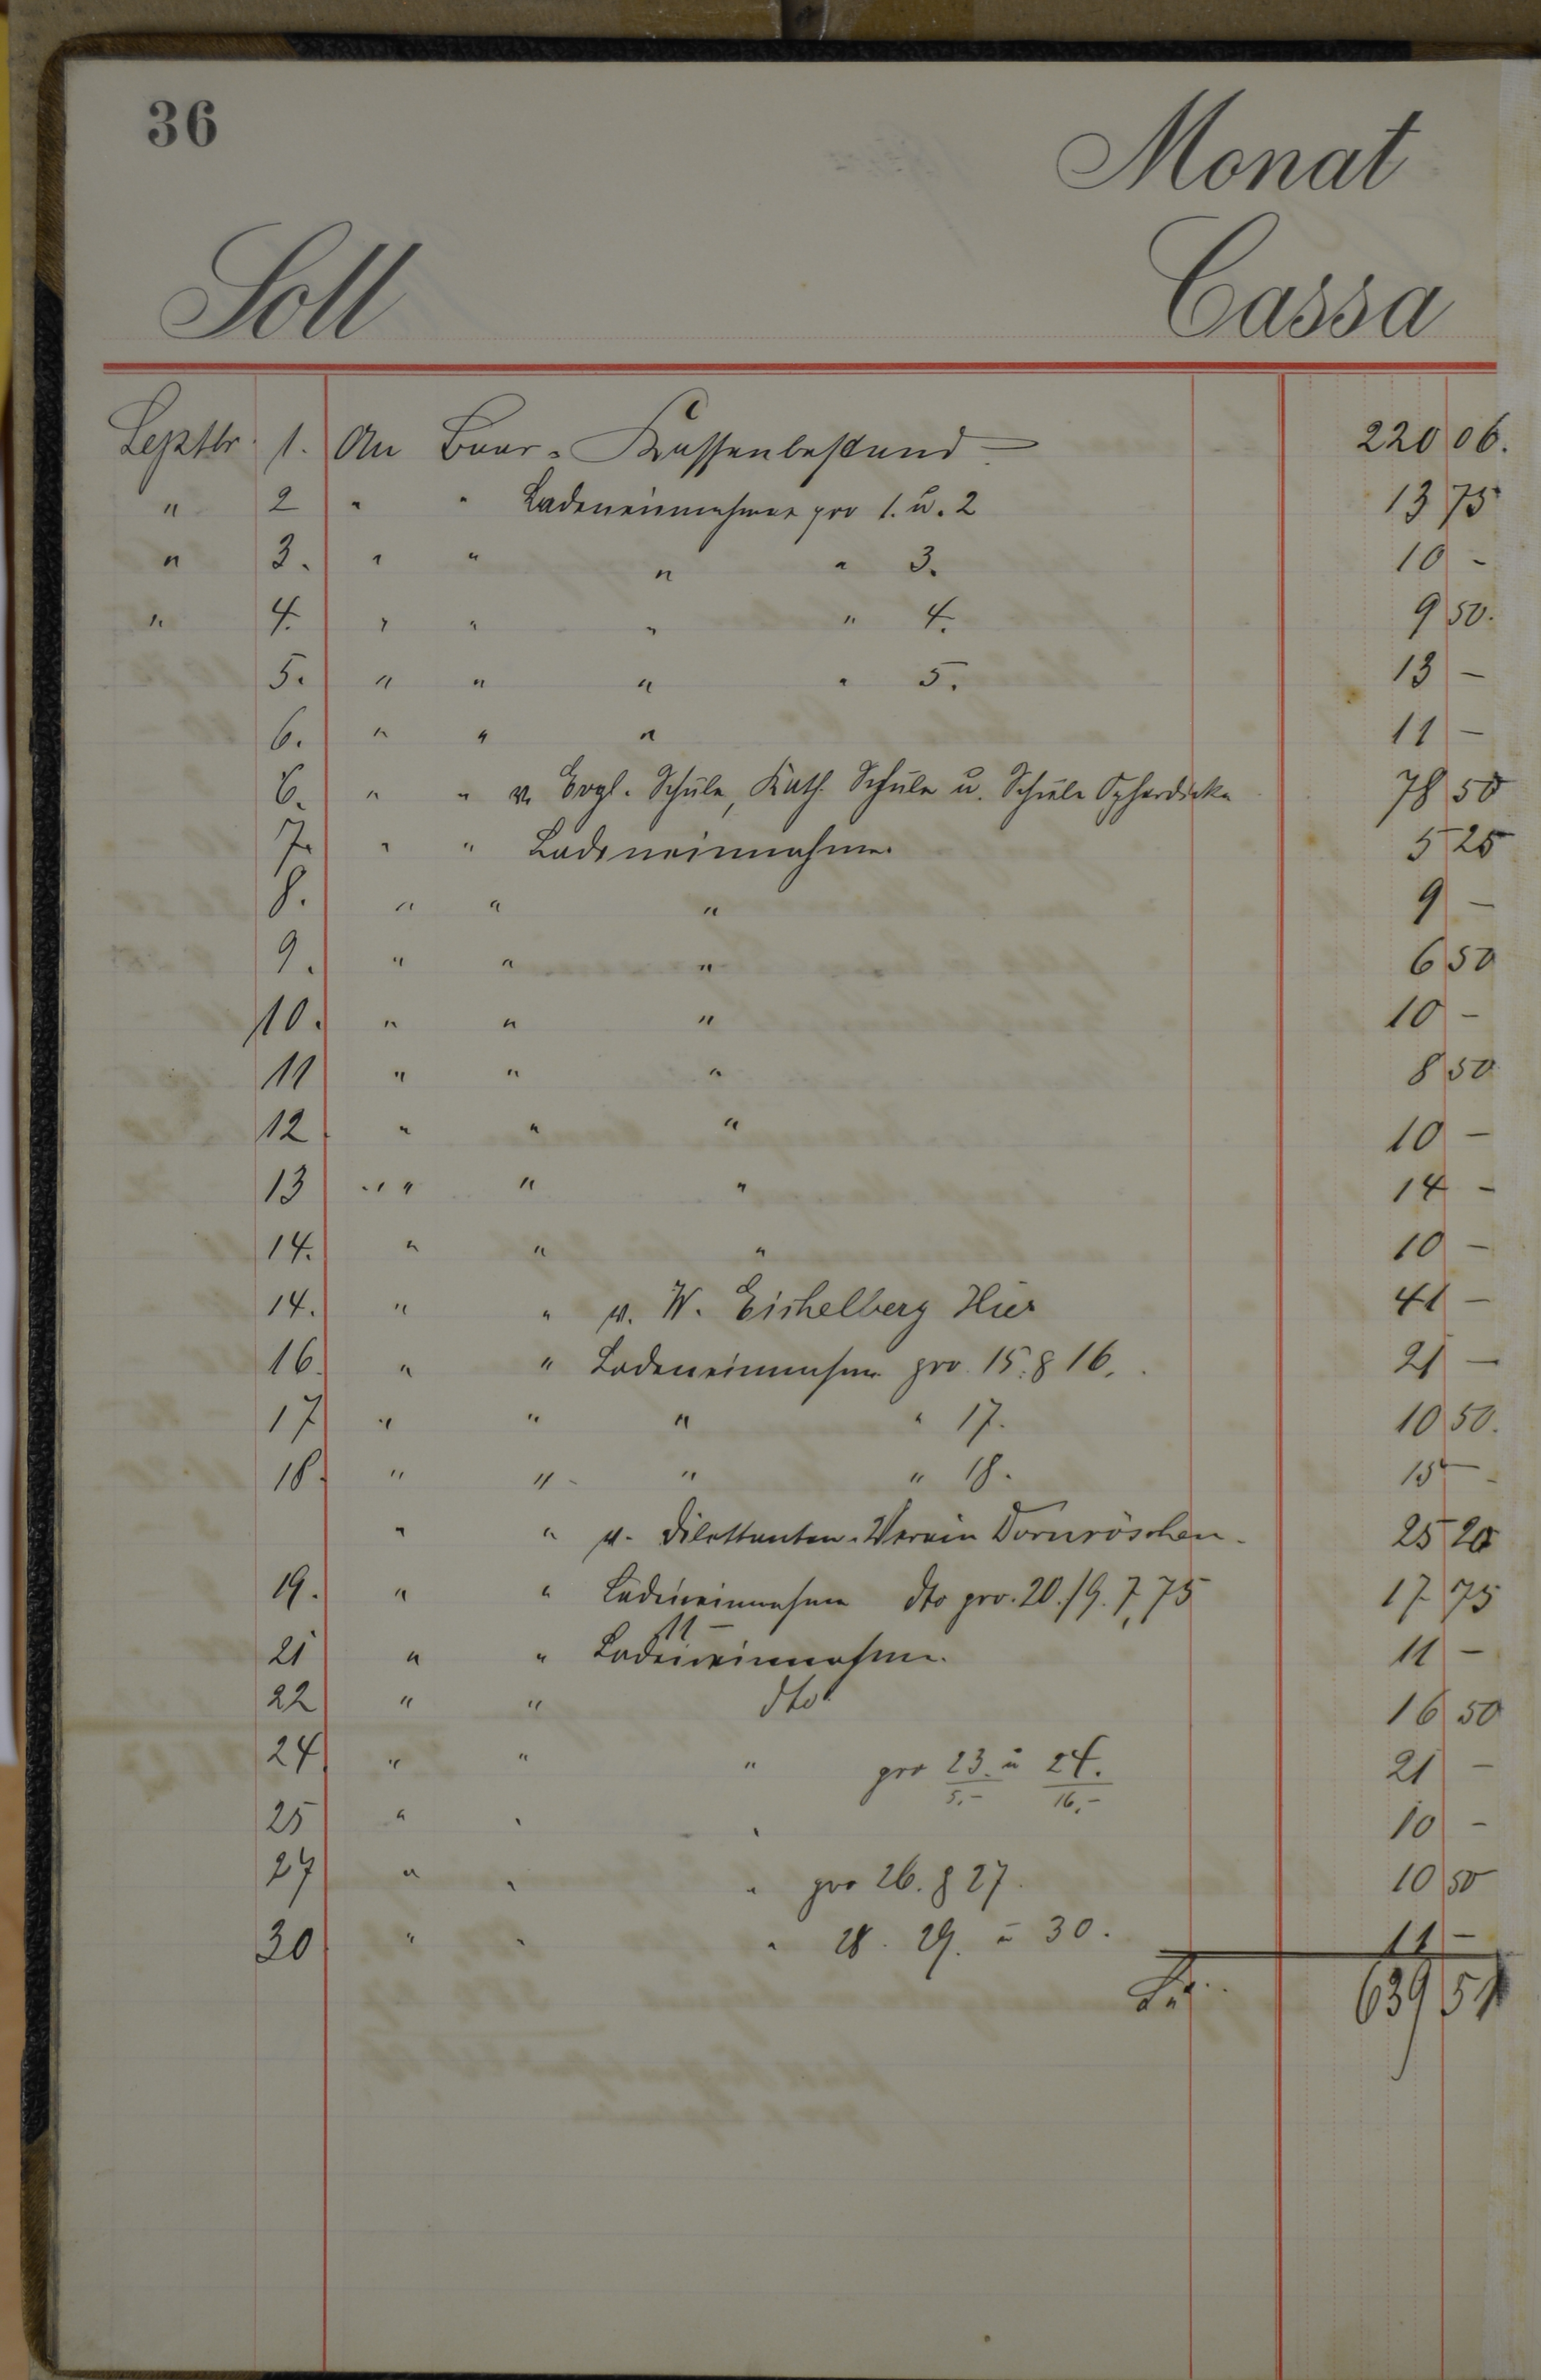 36
Monat
Soll Cassa
Septbr. 1. An Baar-Kassenbestand 220 06.
" 2 " " Ladeneinnahme pro 1. u. 2 13 75
" 3. " " " " 3. 10 -
" 4. " " " " 4. 9 50.
5. " " " " 5. 13 -
6. " " " 11 -
6. " " v. Evgl. Schule, Kath. Schule u. Schule Opherdicke 78 50
7. " " Ladeneinnahme. 5 25
8. " " " 9 -
9. " " " 6 50
10. " " " 10 -
11 " " " 8 50
12 " " " 10 -
13 " " " 14 -
14. " " " 10 -
14. " " v. W. Eichelberg Hier 41 -
16. " " Ladeneinnahme pro 15. & 16. 21 -
17 " " " " 17. 10 50.
18. " " " " 18. 15 -
" " v. Dilettanten-Verein Dornröschen. 25 20
19. " " Ladeneinnahme dto pro. 20./9. 7,75 17 75
11 -
21 " " Ladeneinnahme. 11 -
22 " " dto 16 50
24 " " " pro 23. u 24. 21 -
5.- 16,-
25 " " " 10 -
27 " " " pro 26. & 27. 10 50
30 " " " 28. 29. u 30. 11 -
639 51